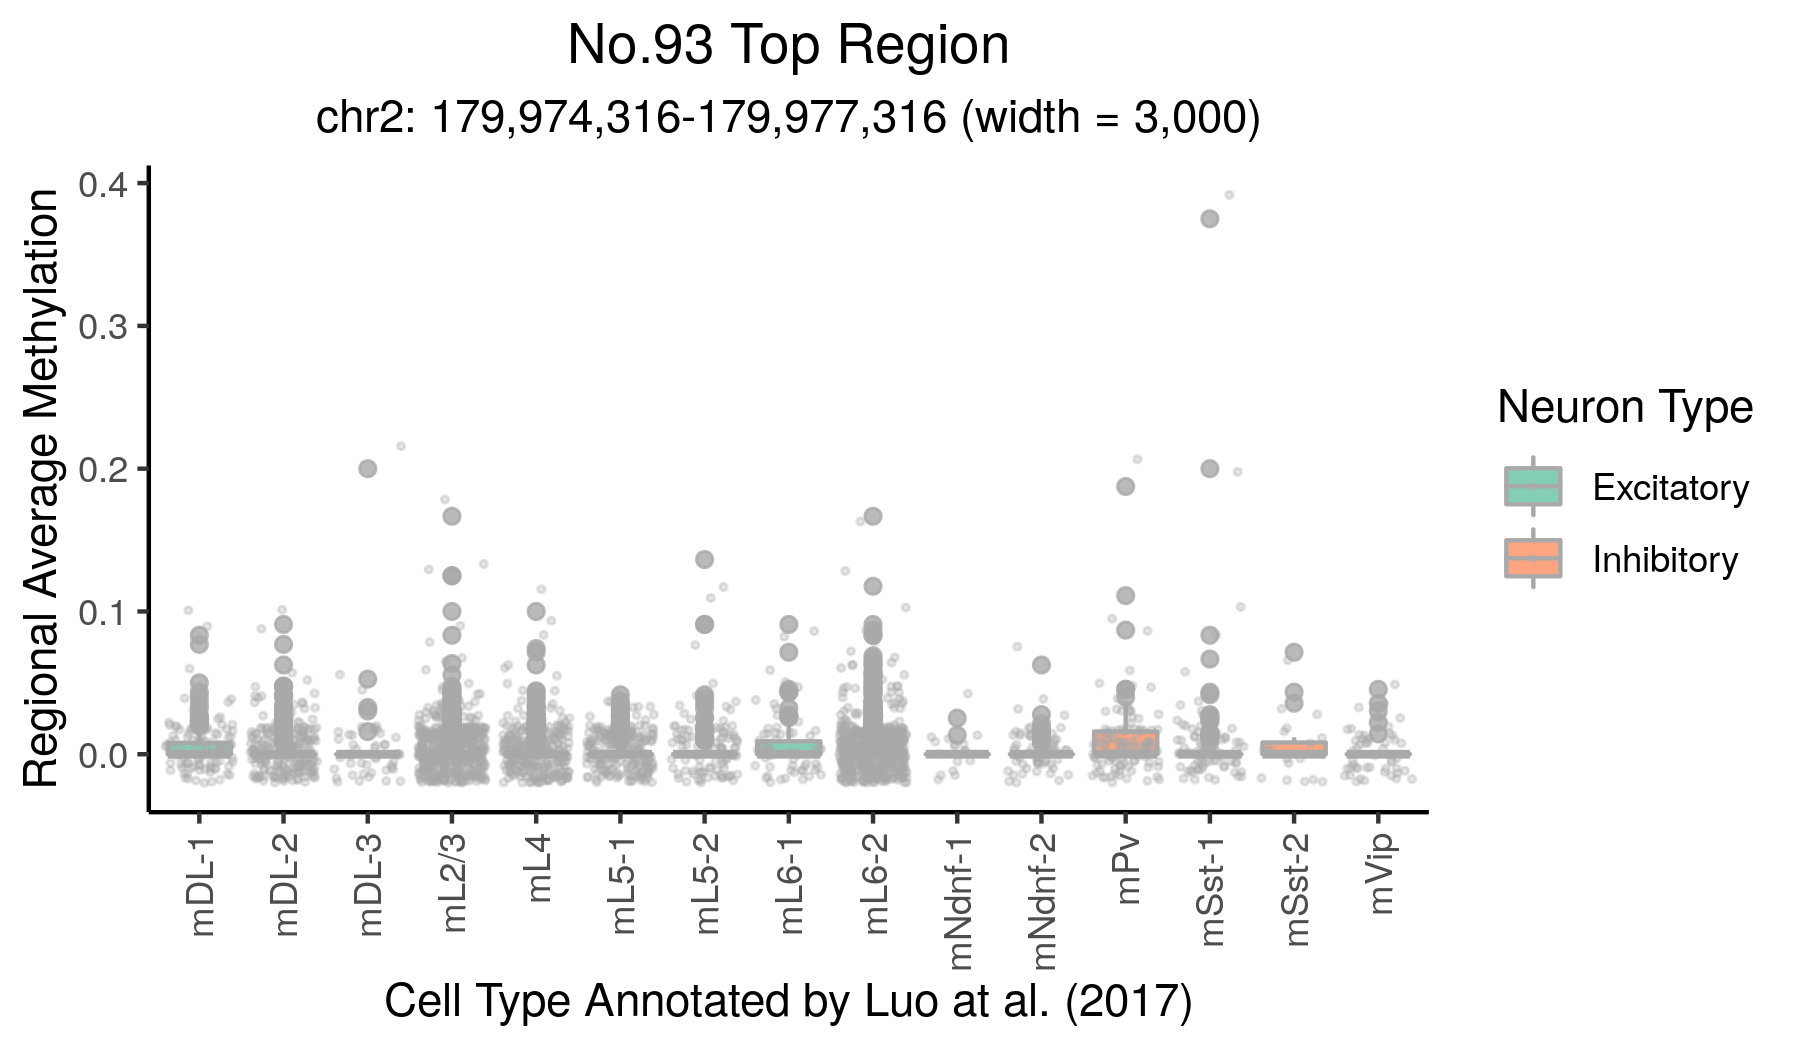 No.93 Top Region
chr2: 179,974,316-179,977,316 (width = 3,000)
Regional Average Methylation
0.4
0.3
0.2
0.1
0.0
mDL-1
mDL-2
mDL-3
mL2/3
mL4
mL5-1
mL5-2
mL6-1
mL6-2
mNdnf-1
mNdnf-2
mPv
mSst-1
mSst-2
mVip
Cell Type Annotated by Luo at al. (2017)
Neuron Type
Excitatory
Inhibitory